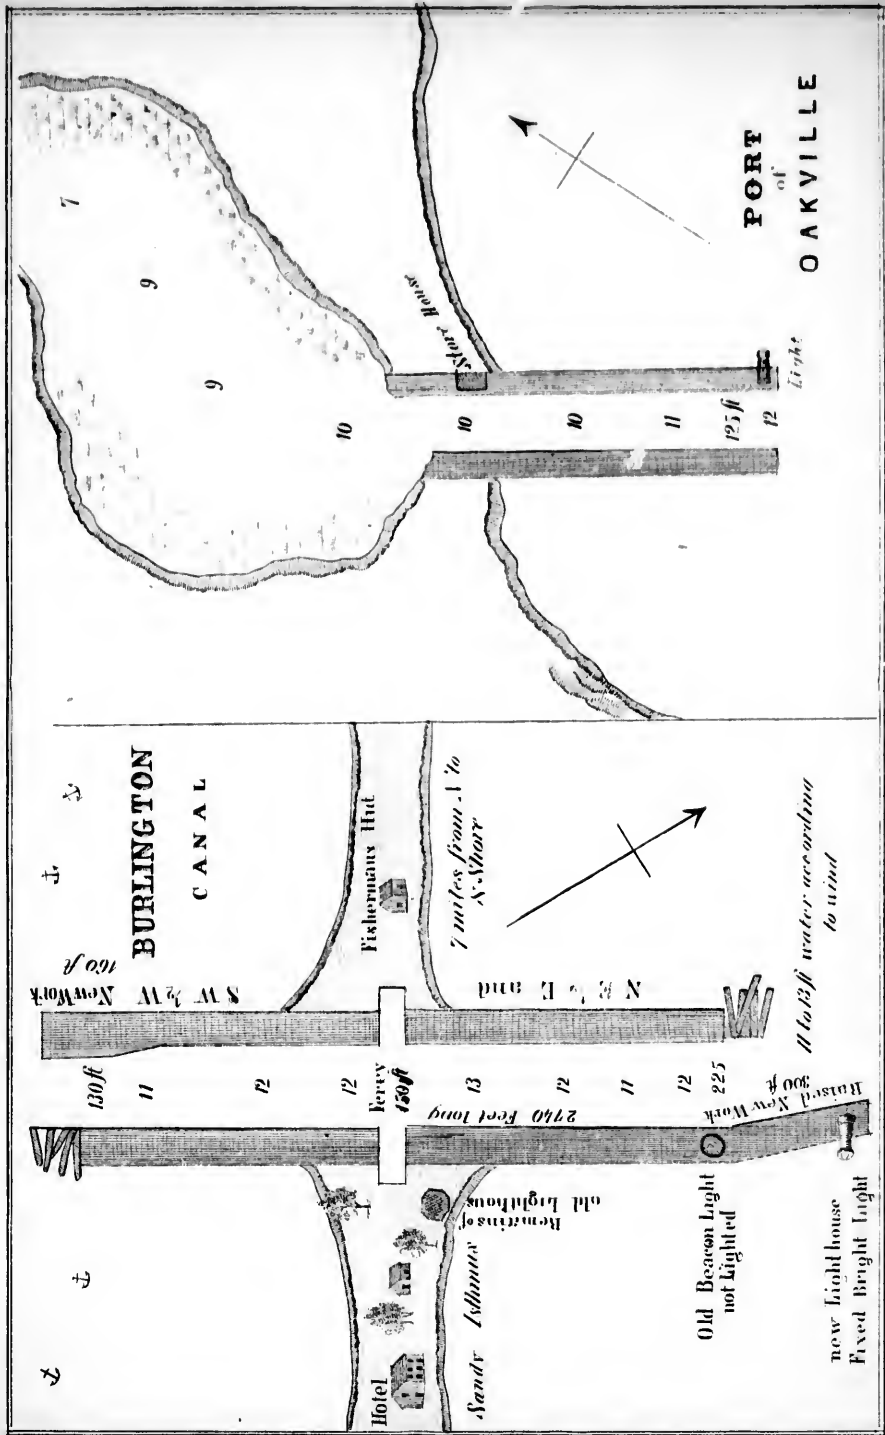 PORT
of
OAKVILLE
7
9
9
10
Store House
10
10
11
125 ft
12
Light
BURLINGTON
CANAL
New Work
160 ft
S W ½ W
N E ½ E and
Fishermans Hut
7 miles from N to
S Shore
11 to 13 ft water according
to wind
130 ft
11
12
12
Ferry
150 ft
13
12
11
12
225
2740 Feet long
Raised New Work
300 ft
Remains of
old Lighthous
Hotel
Sandy Isthmus
Old Beacon Light
not Lighted
new Lighthouse
Fixed Bright Light